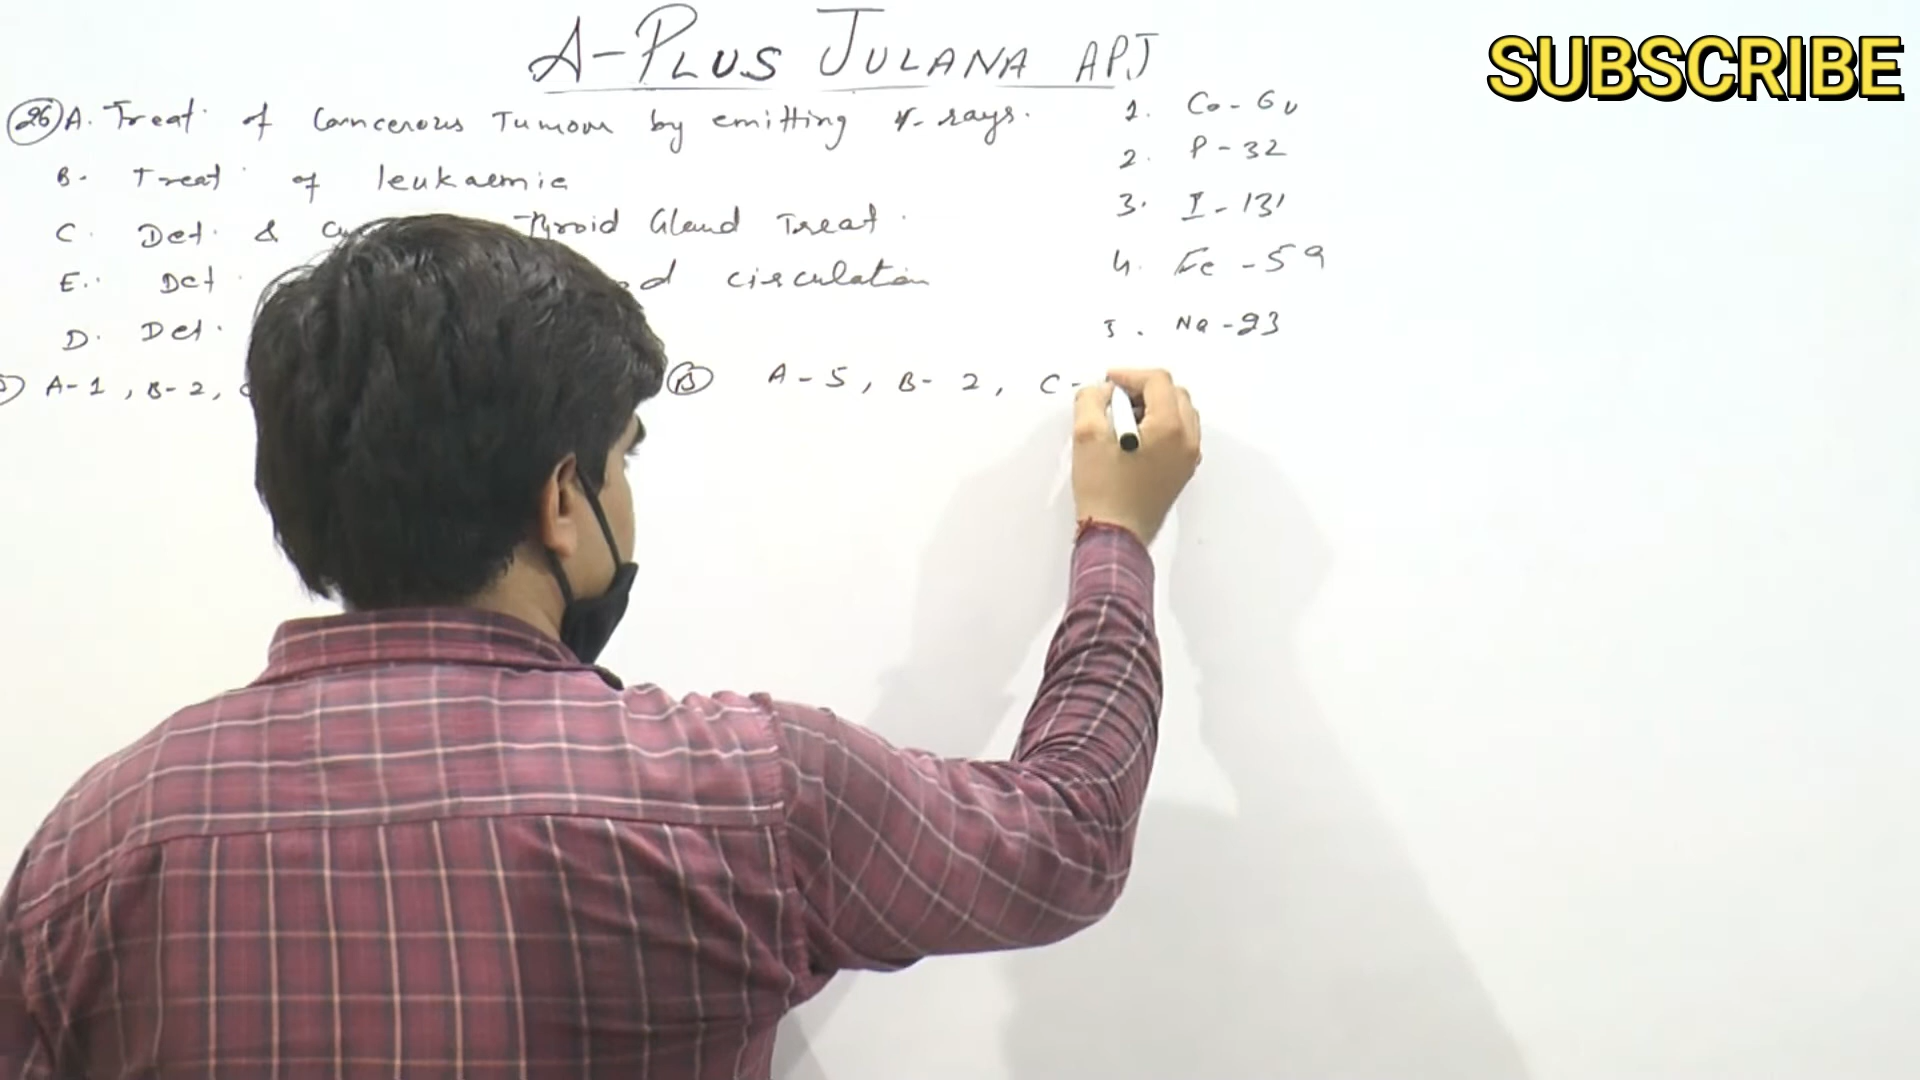 A-PLUS JULANA APJ
SUBSCRIBE
26 A. Treat. of Cancerous Tumour by emitting γ-rays.
B. Treat. of leukaemia
C. Det. & Gland Treat.
E. Det circulation
D. Det.
1. Co-60
2. P-32
3. I-131
4. Fe-59
5. Na-23
A-1, B-2,
B A-5, B-2, C-